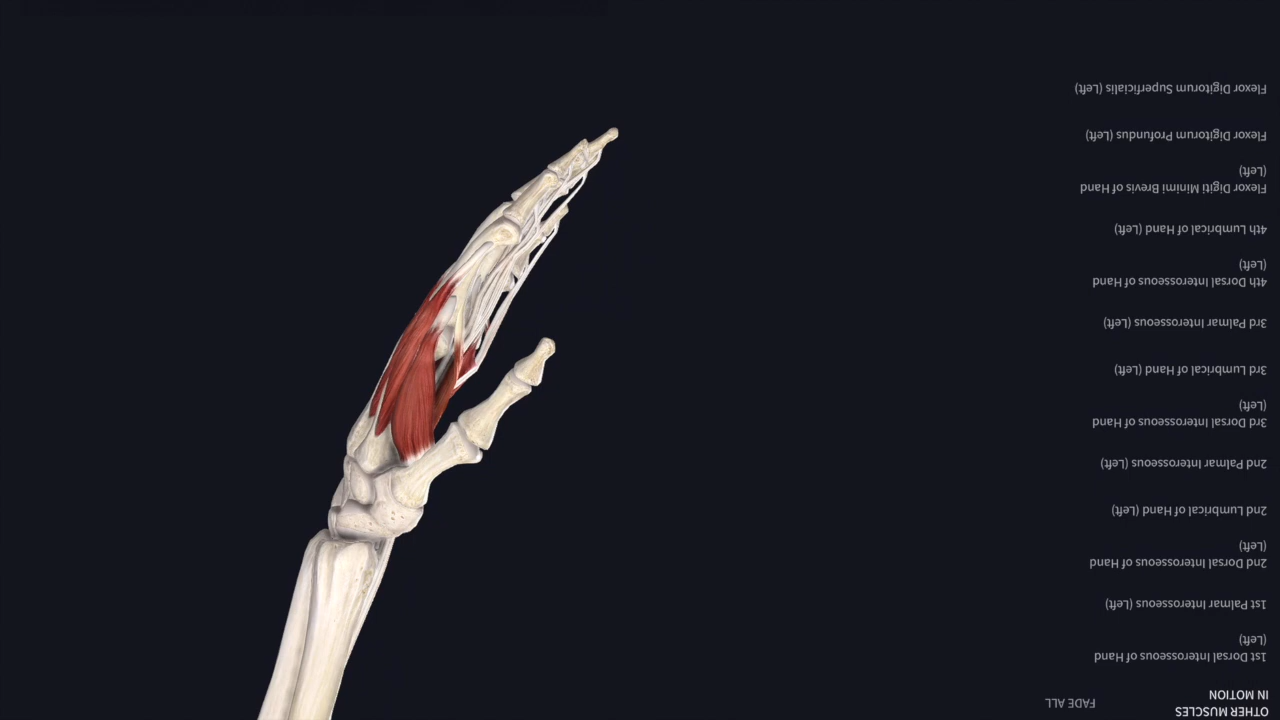 OTHER MUSCLES
IN MOTION
FADE ALL
1st Dorsal Interosseous of Hand
(Left)
1st Palmar Interosseous (Left)
2nd Dorsal Interosseous of Hand
(Left)
2nd Lumbrical of Hand (Left)
2nd Palmar Interosseous (Left)
3rd Dorsal Interosseous of Hand
(Left)
3rd Lumbrical of Hand (Left)
3rd Palmar Interosseous (Left)
4th Dorsal Interosseous of Hand
(Left)
4th Lumbrical of Hand (Left)
Flexor Digiti Minimi Brevis of Hand
(Left)
Flexor Digitorum Profundus (Left)
Flexor Digitorum Superficialis (Left)